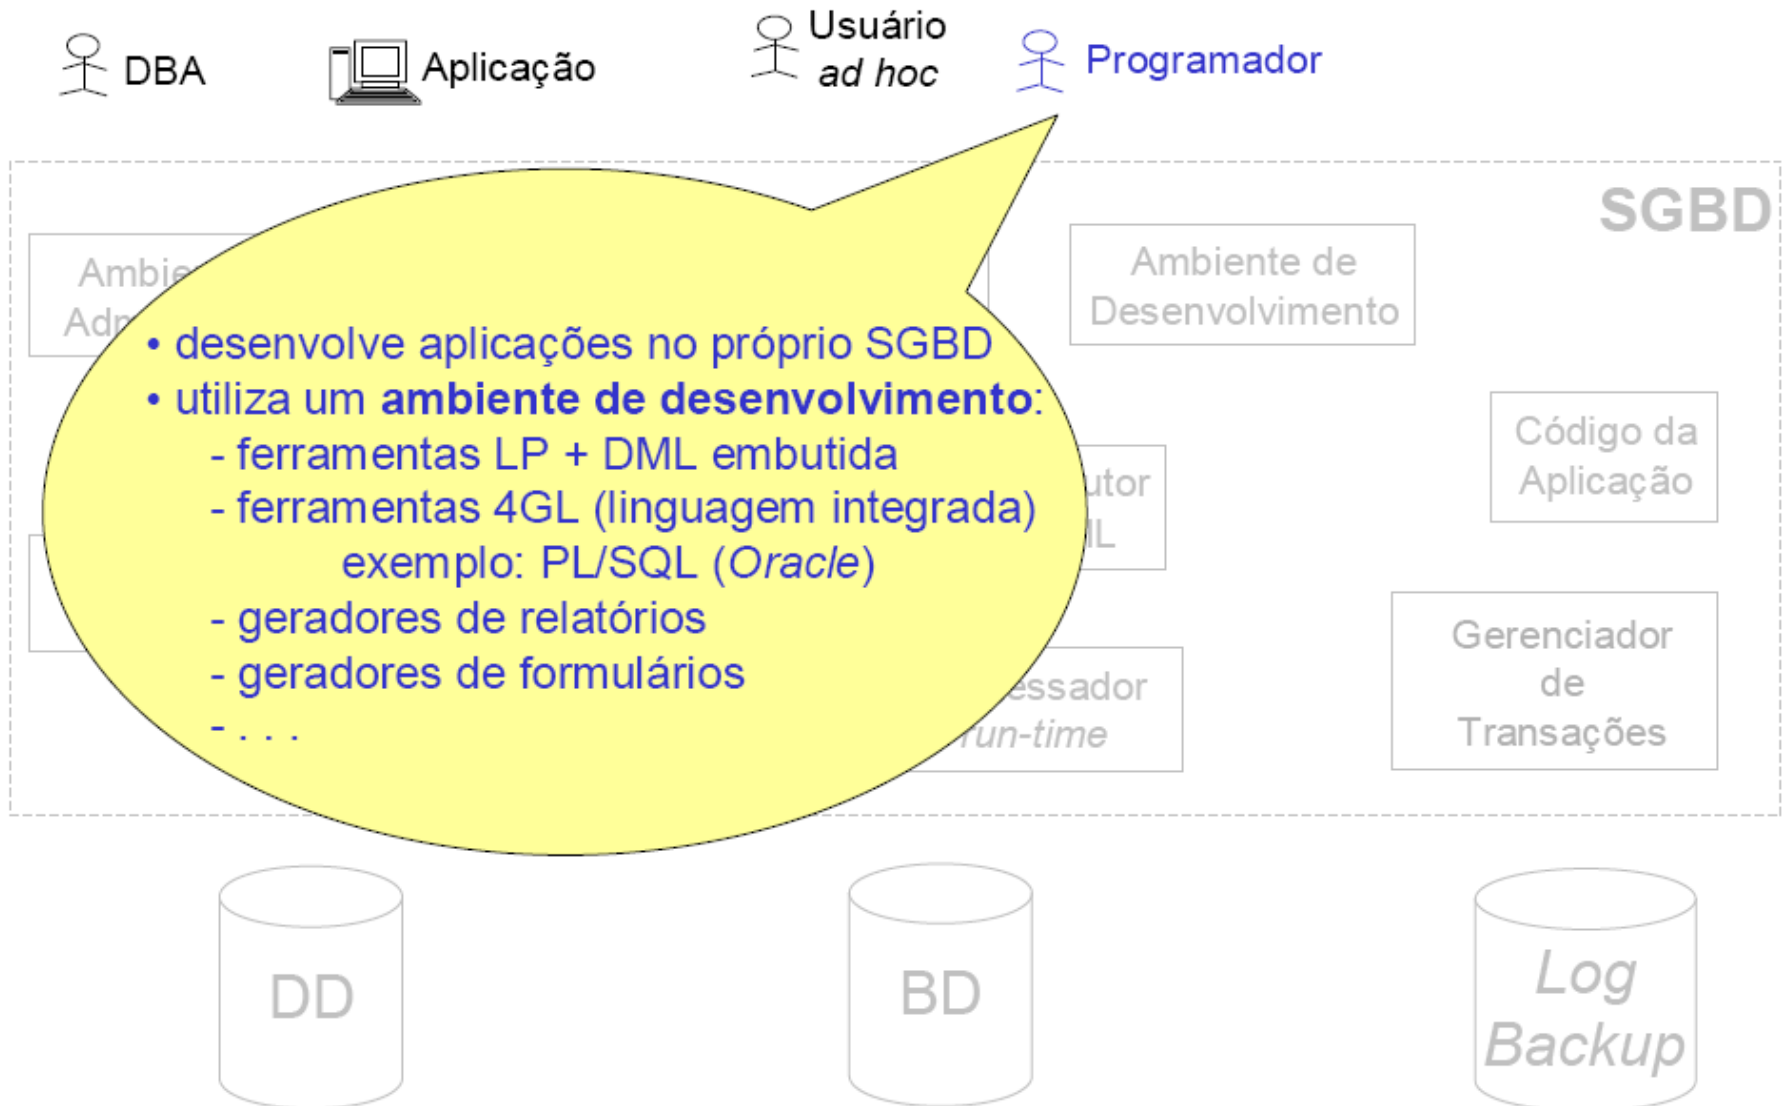 DBA
Aplicação
Usuário
ad hoc
Programador
SGBD
Ambiente de
Desenvolvimento
• desenvolve aplicações no próprio SGBD
• utiliza um ambiente de desenvolvimento:
- ferramentas LP + DML embutida
- ferramentas 4GL (linguagem integrada)
exemplo: PL/SQL (Oracle)
- geradores de relatórios
- geradores de formulários
- . . .
Código da
Aplicação
Gerenciador
de
Transações
run-time
DD
BD
Log
Backup